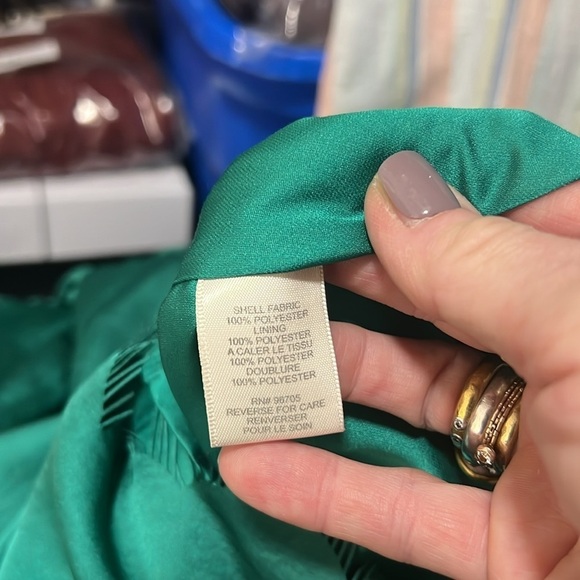 SHELL FABRIC
100% POLYESTER
LINING
100% POLYESTER
A CALER LE TISSU
100% POLYESTER
DOUBLURE
100% POLYESTER
RN# 98705
REVERSE FOR CARE
RENVERSER
POUR LE SOIN